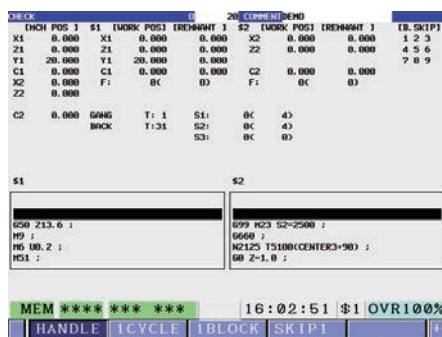 CHECK 0 20 COMMENT DEMO
[MCH POS ] $1 [WORK POS] [REMNANT ] $2 [WORK POS] [REMNANT ] [B.SKIP]
X1 0.000 X1 0.000 0.000 X2 0.000 0.000 1 2 3
Z1 0.000 Z1 0.000 0.000 Z2 0.000 0.000 4 5 6
Y1 20.000 Y1 20.000 0.000 7 8 9
C1 0.000 C1 0.000 0.000 C2 0.000 0.000
X2 0.000 F: 0( 0) F: 0( 0)
Z2 0.000
C2 0.000 GANG T: 1 S1: 0( 4)
BACK T:31 S2: 0( 4)
S3: 0( 0)
$1 $2
G50 Z13.6 ; G99 M23 S2=2500 ;
M9 ; G660 ;
M6 U0.2 ; N2125 T5100(CENTER3*90) ;
M51 ; G0 Z-1.0 ;
MEM **** *** *** 16:02:51 $1 OVR100%
HANDLE 1CYCLE 1BLOCK SKIP1 +